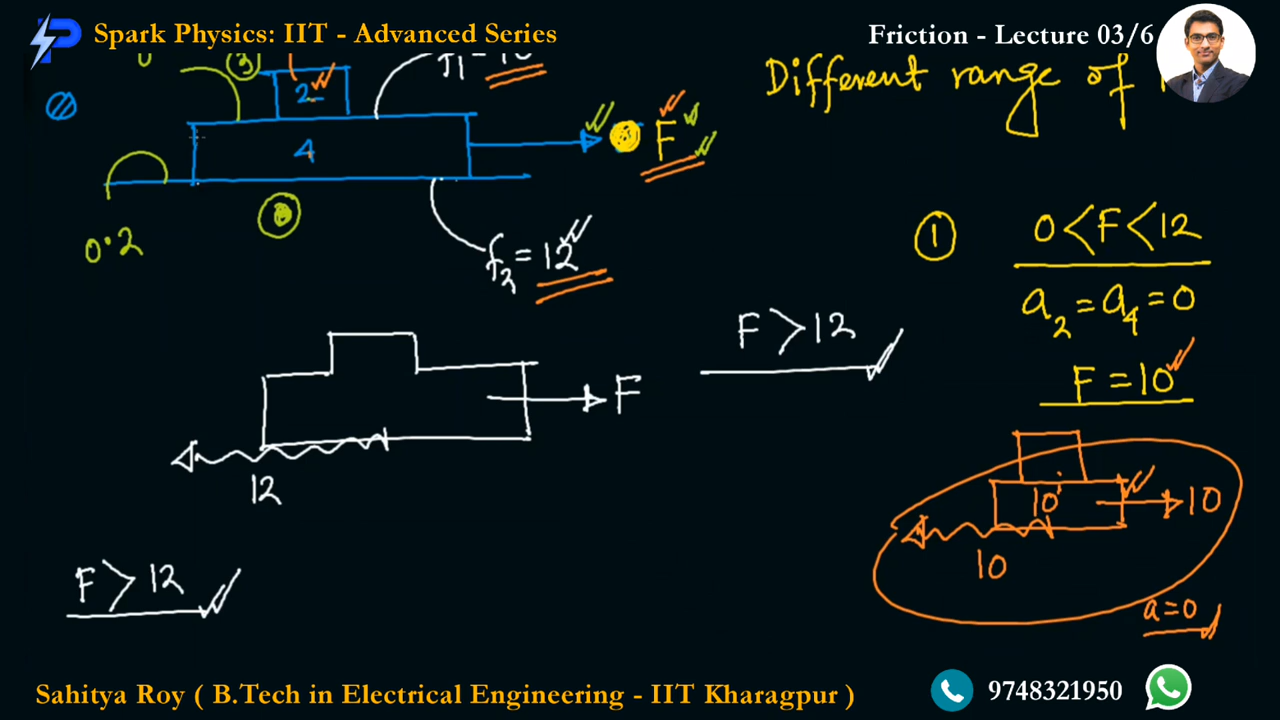 Spark Physics: IIT - Advanced Series
Friction - Lecture 03/6
Different range of
3
2
4
F
0.2
f₂ = 12
① 0 < F < 12
a₂ = a₄ = 0
F = 10
F > 12
F
12
10
10
10
a = 0
F > 12
Sahitya Roy ( B.Tech in Electrical Engineering - IIT Kharagpur )
9748321950